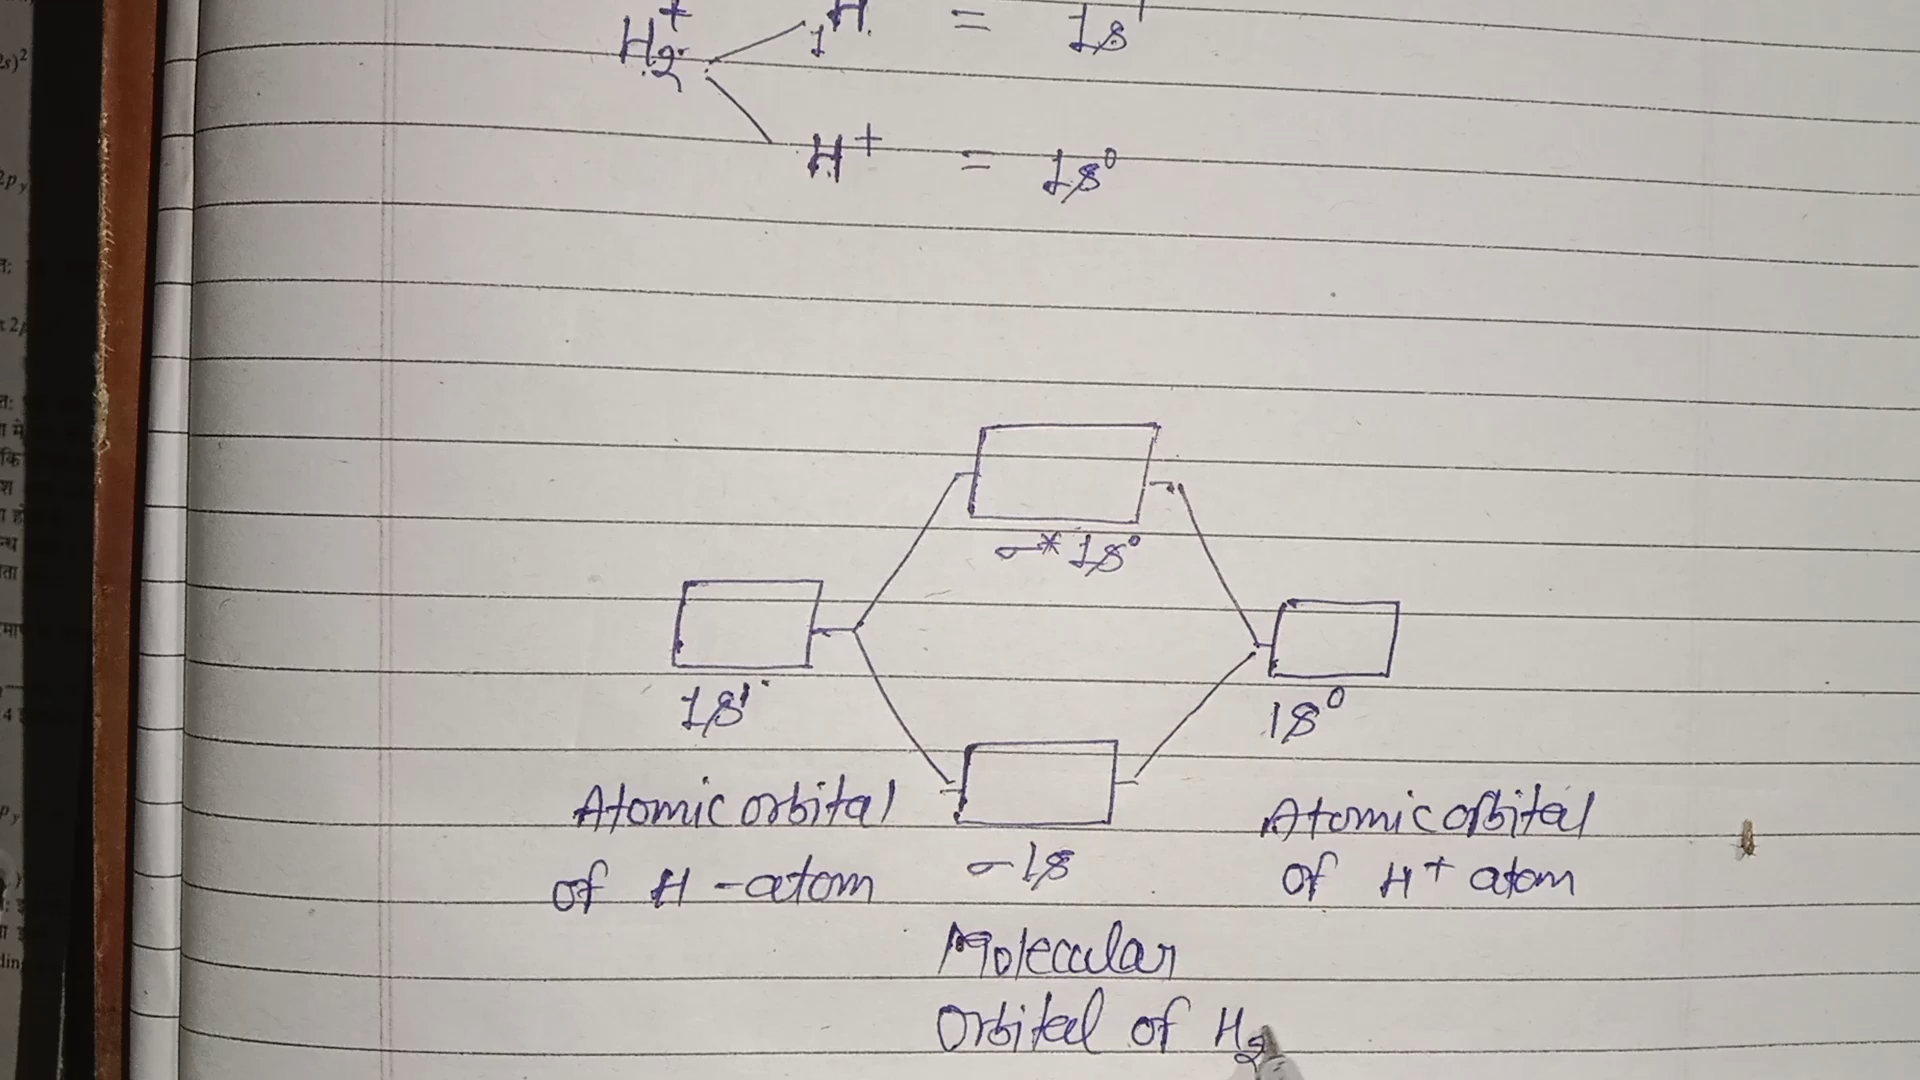 H₂⁺ ₁H = 1s¹
H⁺ = 1s⁰
σ* 1s⁰
1s¹
1s⁰
Atomic orbital
of H-atom
σ1s
Atomic orbital
of H⁺ atom
Molecular
Orbital of H₂